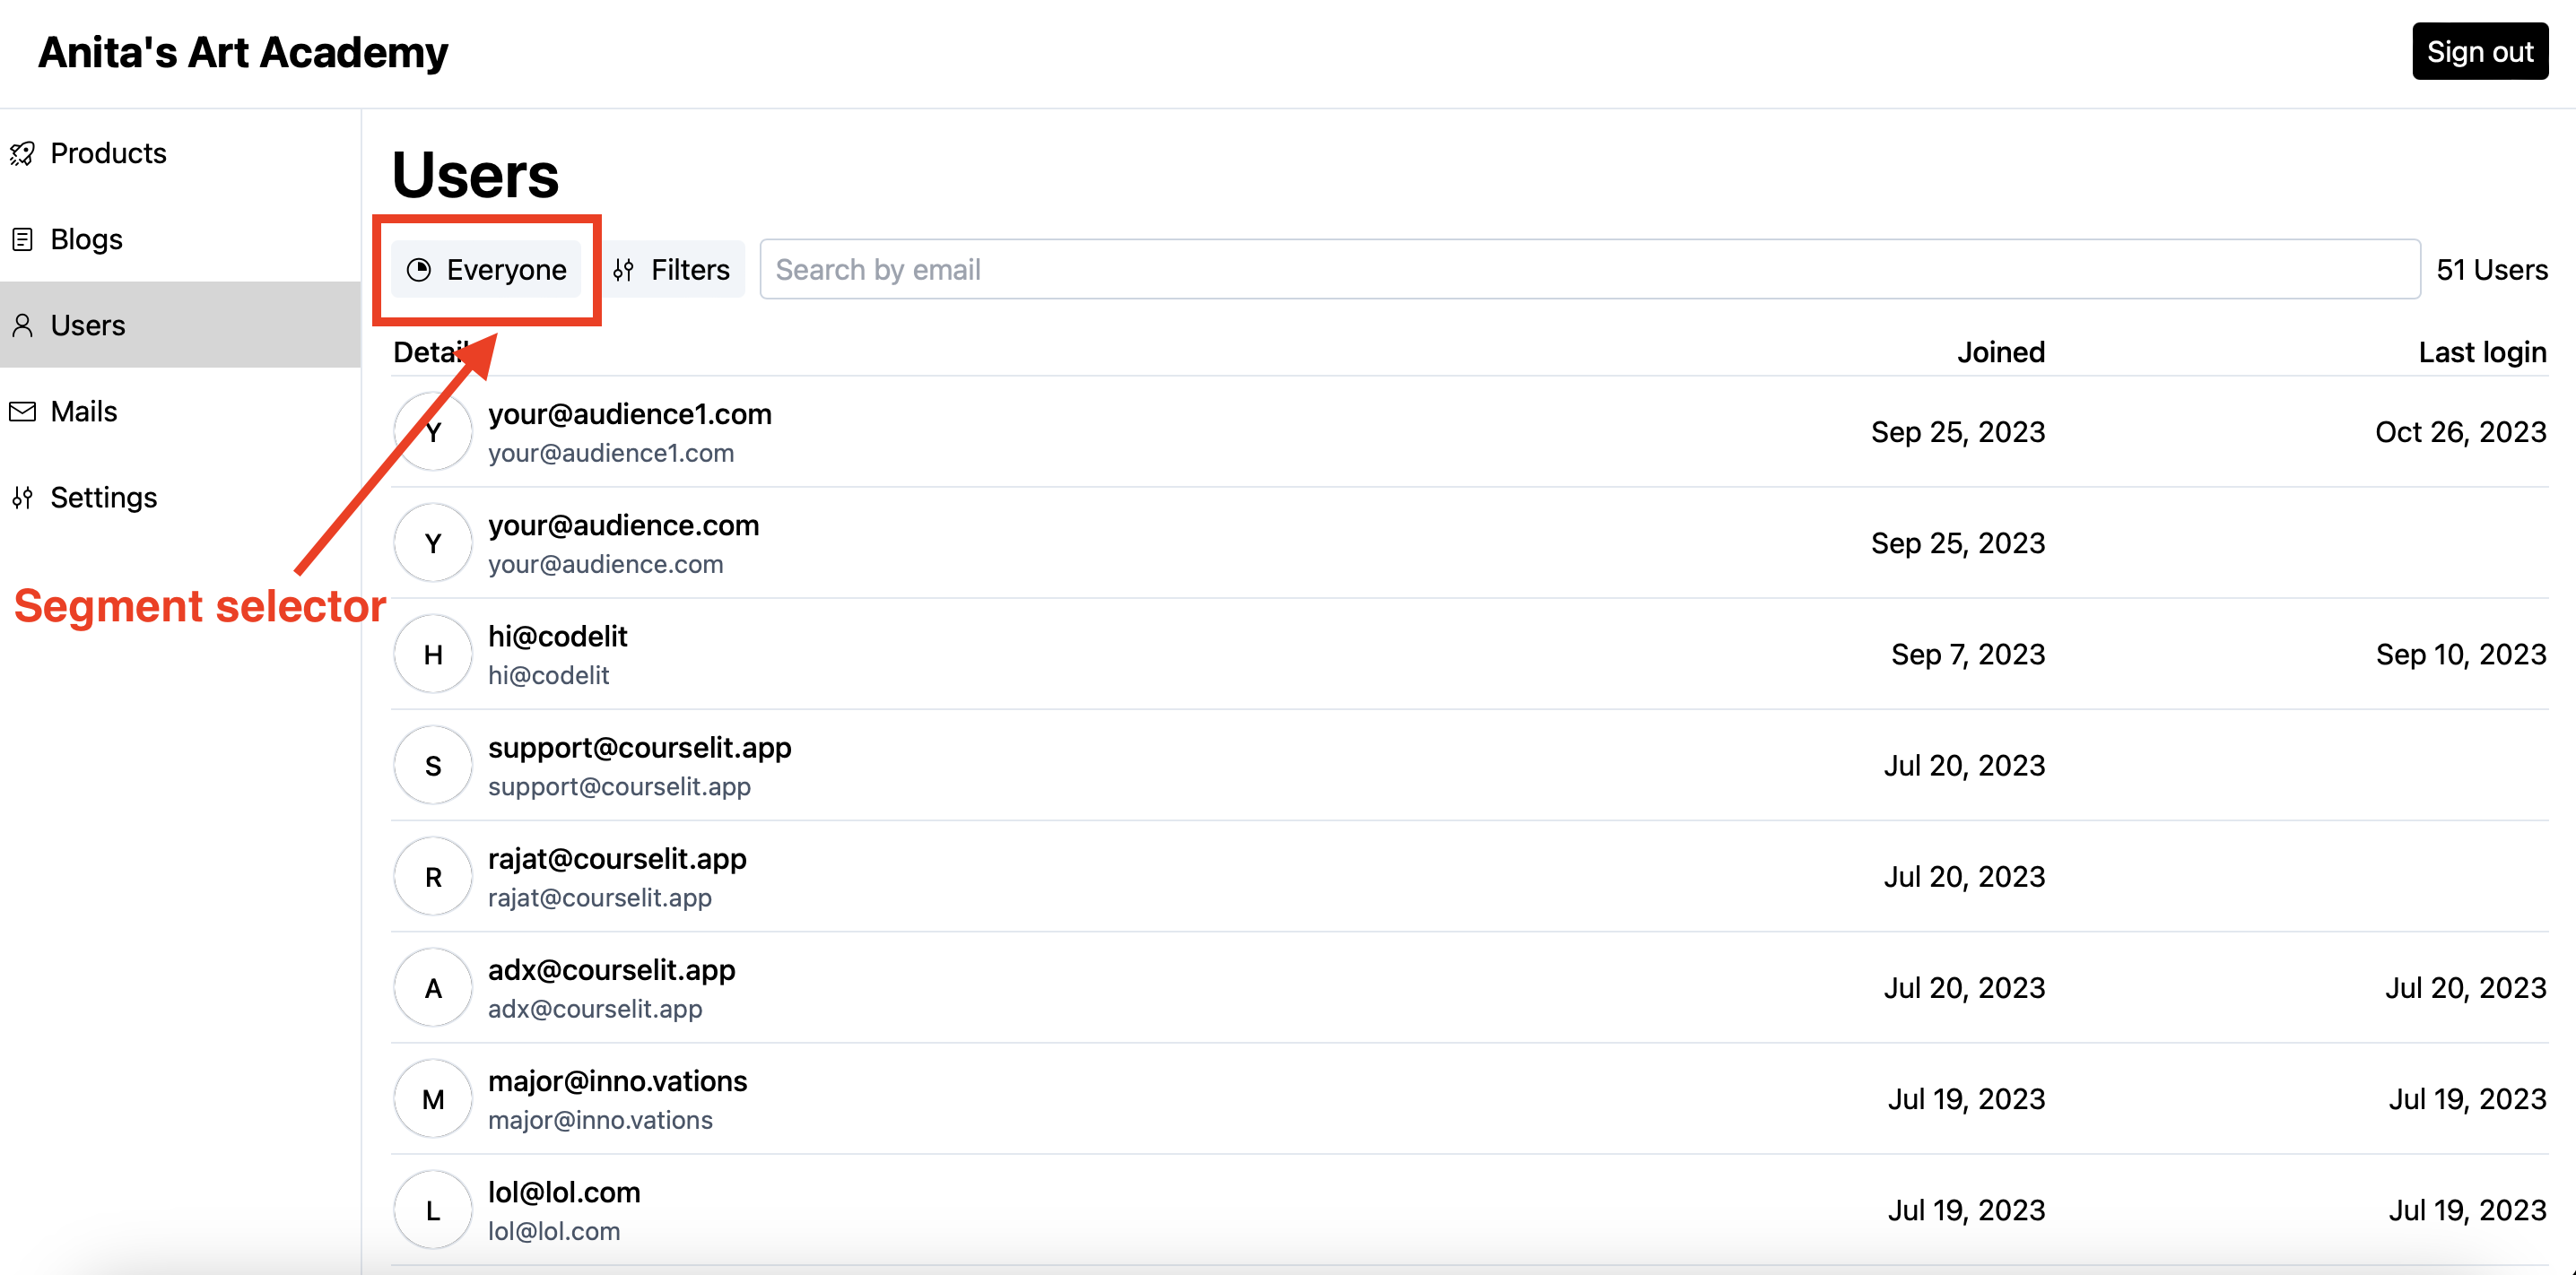 Anita's Art Academy
Sign out
Products
Blogs
Users
Mails
Settings
Segment selector
Users
Everyone
Filters
Search by email
51 Users
Joined
Last login
Y
your@audience1.com
your@audience1.com
Sep 25, 2023
Oct 26, 2023
Y
your@audience.com
your@audience.com
Sep 25, 2023
H
hi@codelit
hi@codelit
Sep 7, 2023
Sep 10, 2023
S
support@courselit.app
support@courselit.app
Jul 20, 2023
R
rajat@courselit.app
rajat@courselit.app
Jul 20, 2023
A
adx@courselit.app
adx@courselit.app
Jul 20, 2023
Jul 20, 2023
M
major@inno.vations
major@inno.vations
Jul 19, 2023
Jul 19, 2023
L
lol@lol.com
lol@lol.com
Jul 19, 2023
Jul 19, 2023